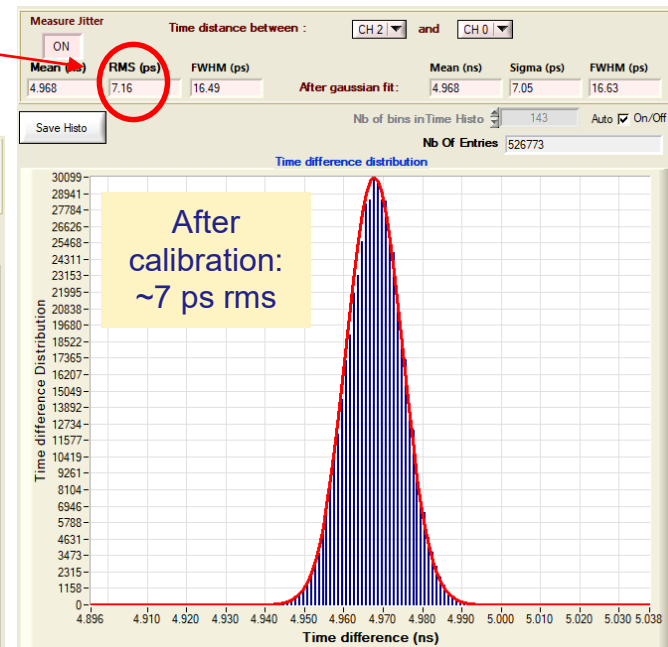 Measure Jitter
ON
Time distance between :
CH 2
and
CH 0
Mean (ns)
RMS (ps)
FWHM (ps)
Mean (ns)
Sigma (ps)
FWHM (ps)
4.968
7.16
16.49
After gaussian fit:
4.968
7.05
16.63
Save Histo
Nb of bins in Time Histo
143
Auto
On/Off
Nb Of Entries
526773
Time difference distribution
After
calibration:
~7 ps rms
Time difference Distribution
30099
28941
27784
26626
25468
24311
23153
21995
20838
19680
18522
17365
16207
15049
13892
12734
11577
10419
9261
8104
6946
5788
4631
3473
2315
1158
0
4.896 4.910 4.920 4.930 4.940 4.950 4.960 4.970 4.980 4.990 5.000 5.010 5.020 5.030 5.038
Time difference (ns)